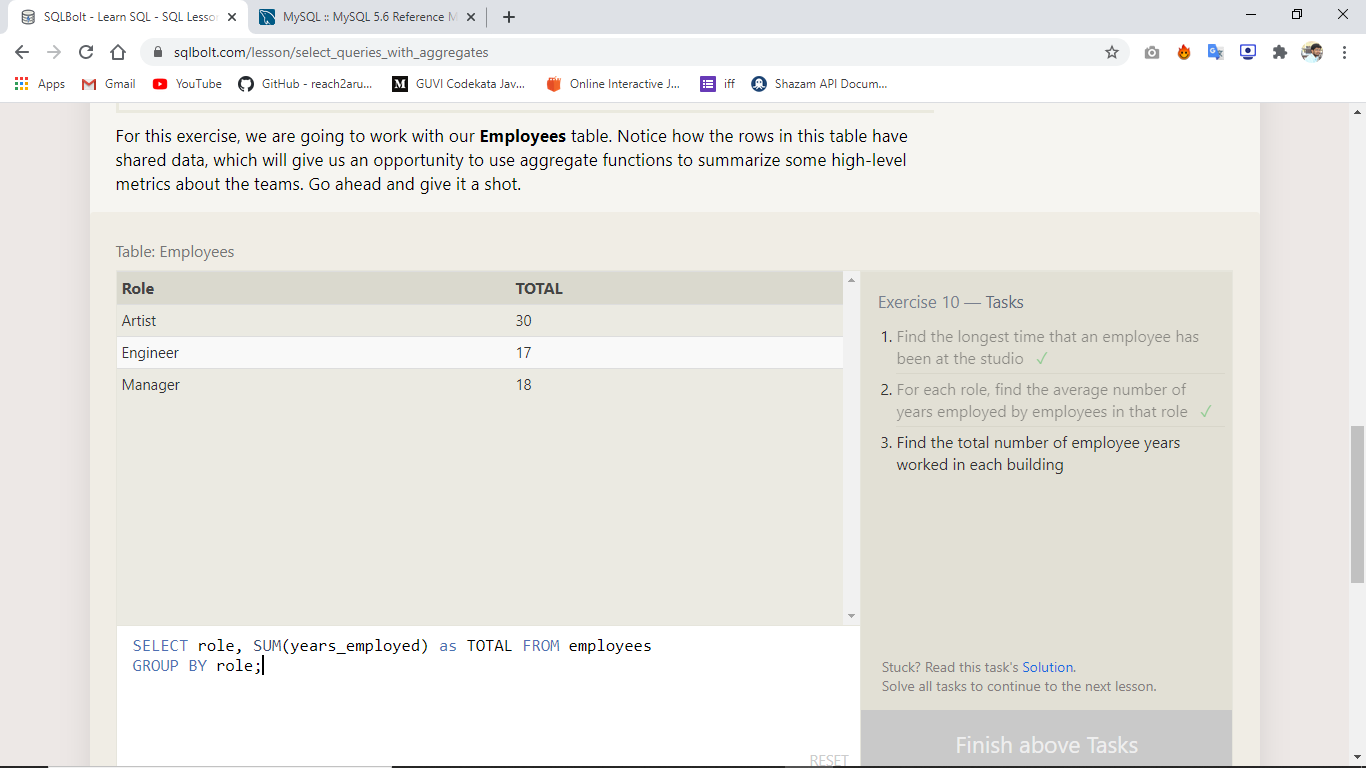 SQLBolt - Learn SQL - SQL Lesson
MySQL :: MySQL 5.6 Reference M
sqlbolt.com/lesson/select_queries_with_aggregates
Apps Gmail YouTube GitHub - reach2aru... GUVI Codekata Jav... Online Interactive J... iff Shazam API Docum...
For this exercise, we are going to work with our Employees table. Notice how the rows in this table have
shared data, which will give us an opportunity to use aggregate functions to summarize some high-level
metrics about the teams. Go ahead and give it a shot.
Table: Employees
Role TOTAL
Artist 30
Engineer 17
Manager 18
SELECT role, SUM(years_employed) as TOTAL FROM employees
GROUP BY role;
RESET
Exercise 10 — Tasks
1. Find the longest time that an employee has
been at the studio ✓
2. For each role, find the average number of
years employed by employees in that role ✓
3. Find the total number of employee years
worked in each building
Stuck? Read this task's Solution.
Solve all tasks to continue to the next lesson.
Finish above Tasks